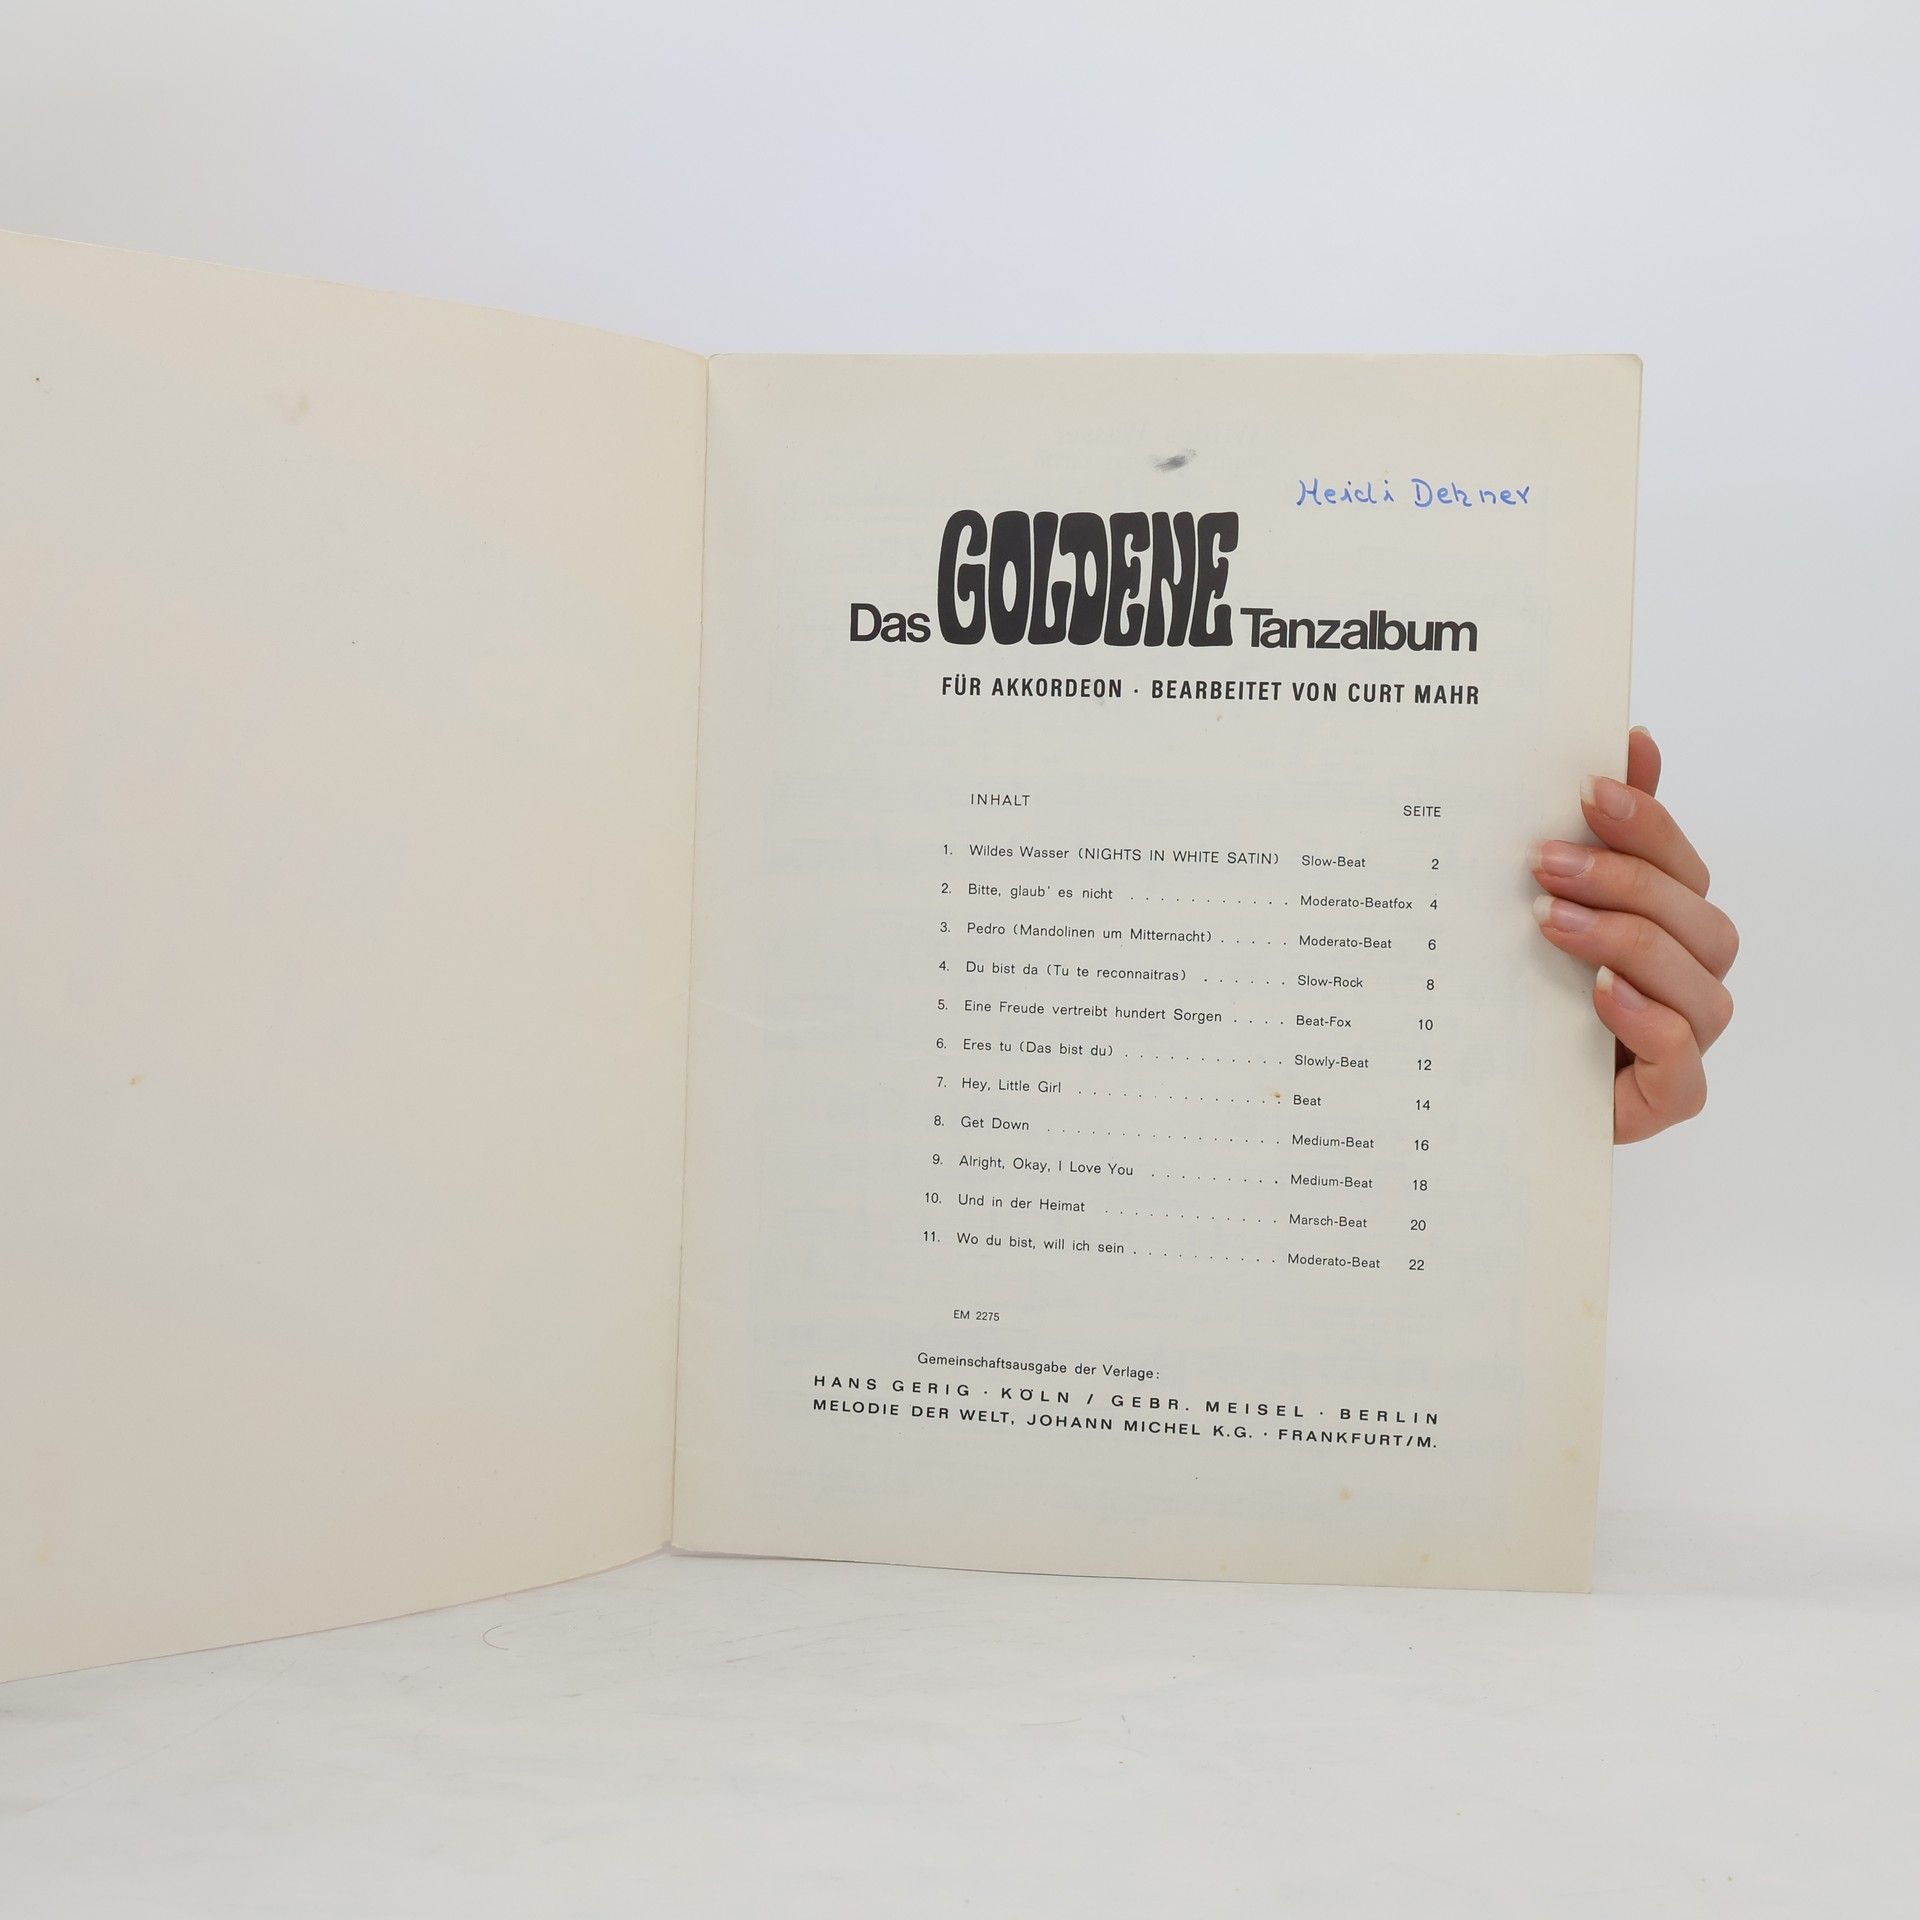 Heidi Dehner
Das GOLDENE Tanzalbum
FÜR AKKORDEON · BEARBEITET VON CURT MAHR
INHALT SEITE
1. Wildes Wasser (NIGHTS IN WHITE SATIN) Slow-Beat 2
2. Bitte, glaub' es nicht . . . . . . . . . . . Moderato-Beatfox 4
3. Pedro (Mandolinen um Mitternacht) . . . . . Moderato-Beat 6
4. Du bist da (Tu te reconnaitras) . . . . . . Slow-Rock 8
5. Eine Freude vertreibt hundert Sorgen . . . . Beat-Fox 10
6. Eres tu (Das bist du) . . . . . . . . . . . Slowly-Beat 12
7. Hey, Little Girl . . . . . . . . . . . . . . Beat 14
8. Get Down . . . . . . . . . . . . . . . . Medium-Beat 16
9. Alright, Okay, I Love You . . . . . . . . . Medium-Beat 18
10. Und in der Heimat . . . . . . . . . . . . Marsch-Beat 20
11. Wo du bist, will ich sein . . . . . . . . . . Moderato-Beat 22
EM 2275
Gemeinschaftsausgabe der Verlage:
HANS GERIG · KÖLN / GEBR. MEISEL · BERLIN
MELODIE DER WELT, JOHANN MICHEL K.G. · FRANKFURT/M.